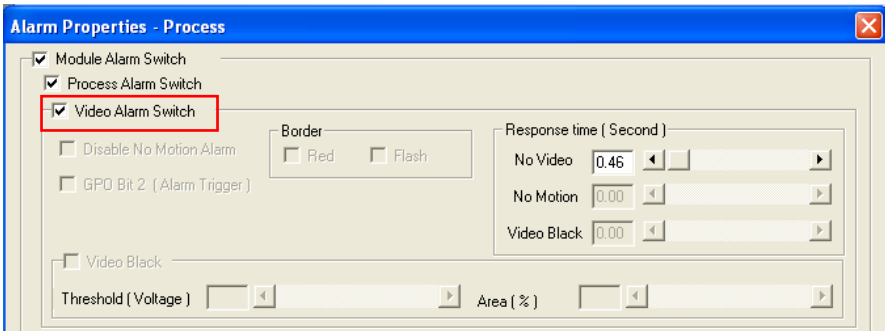 Alarm Properties - Process
Module Alarm Switch
Process Alarm Switch
Video Alarm Switch
Disable No Motion Alarm
GPO Bit 2 ( Alarm Trigger )
Border
Red Flash
Response time ( Second )
No Video 0.46
No Motion 0.00
Video Black 0.00
Video Black
Threshold ( Voltage ) Area ( % )